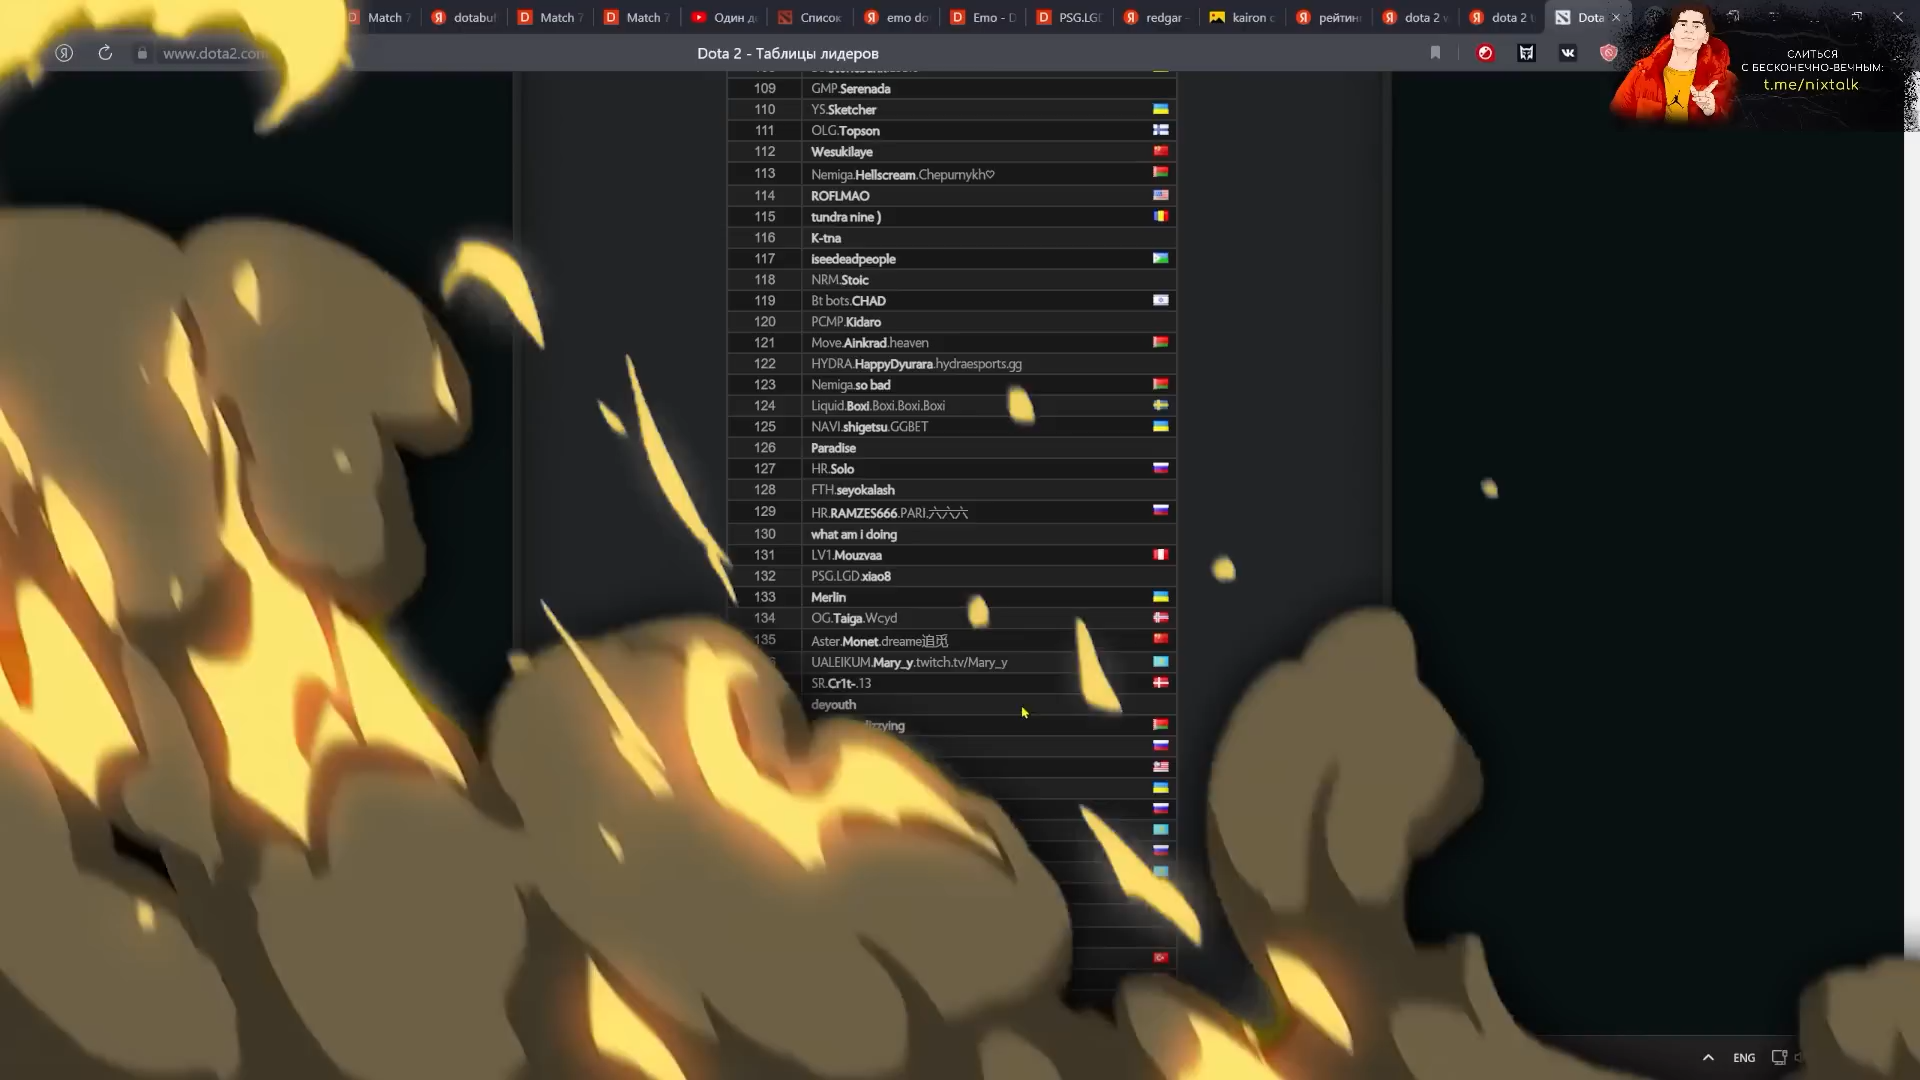 Match 7
dotabuf
Match 7
Match 7
Один д
Список
emo do
Emo - D
PSG.LG
redgar
kairon c
рейтин
dota 2 w
dota 2 t
Dota
www.dota2.com
Dota 2 - Таблицы лидеров
СЛИТЬСЯ
С БЕСКОНЕЧНО-ВЕЧНЫМ:
t.me/nixtalk
109 GMP.Serenada
110 YS.Sketcher
111 OLG.Topson
112 Wesukilaye
113 Nemiga.Hellscream.Chepurnykh♡
114 ROFLMAO
115 tundra nine )
116 K-tna
117 iseedeadpeople
118 NRM.Stoic
119 Bt bots.CHAD
120 PCMP.Kidaro
121 Move.Ainkrad.heaven
122 HYDRA.HappyDyurara.hydraesports.gg
123 Nemiga.so bad
124 Liquid.Boxi.Boxi.Boxi.Boxi
125 NAVI.shigetsu.GGBET
126 Paradise
127 HR.Solo
128 FTH.seyokalash
129 HR.RAMZES666.PARI.六六六
130 what am i doing
131 LV1.Mouzvaa
132 PSG.LGD.xiao8
133 Merlin
134 OG.Taiga.Wcyd
135 Aster.Monet.dreame追觅
UALEIKUM.Mary_y.twitch.tv/Mary_y
SR.Cr1t-.13
deyouth
ENG